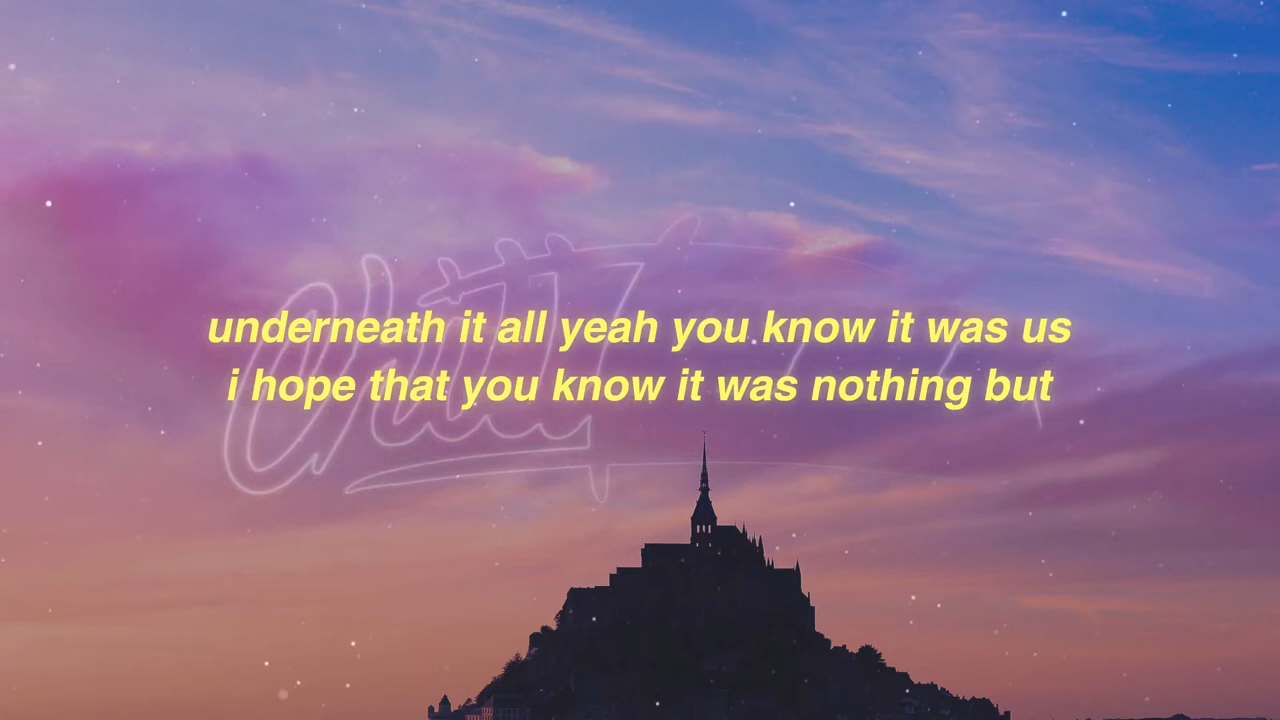 underneath it all yeah you know it was us
i hope that you know it was nothing but